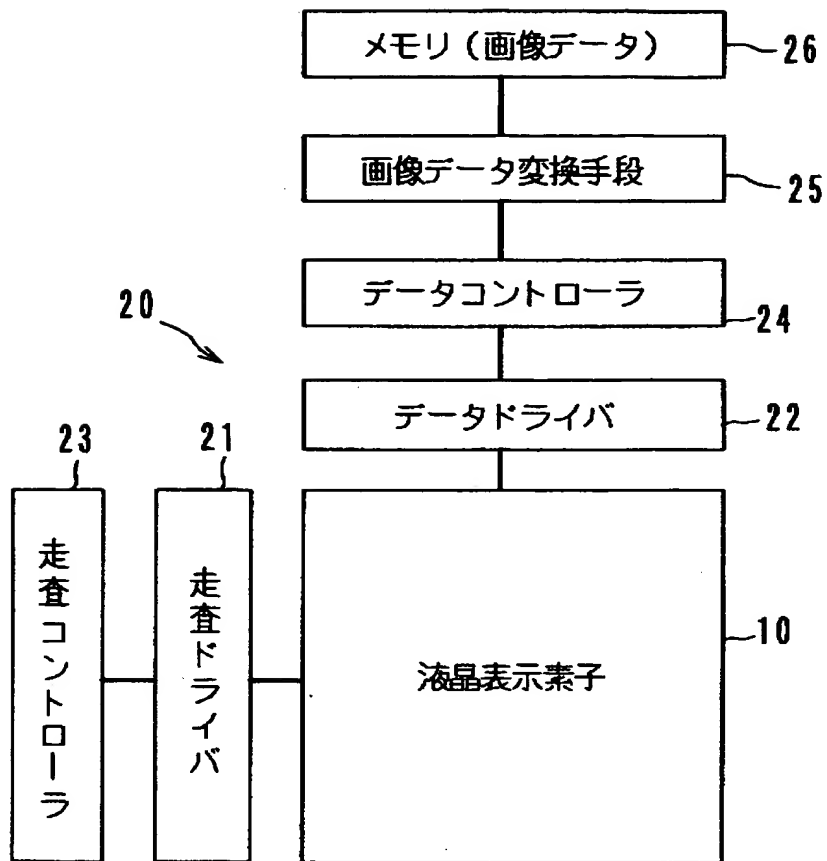 メモリ（画像データ）
26
画像データ変換手段
25
データコントローラ
24
20
データドライバ
22
23
21
走査コントローラ
走査ドライバ
液晶表示素子
10